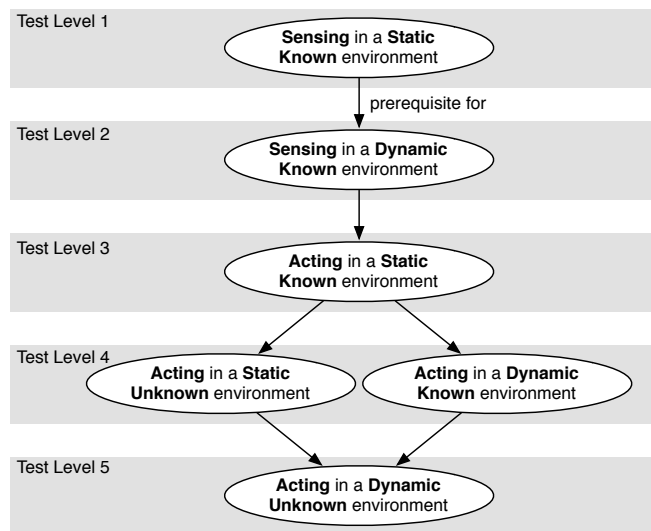 Test Level 1
Sensing in a Static
Known environment
prerequisite for
Test Level 2
Sensing in a Dynamic
Known environment
Test Level 3
Acting in a Static
Known environment
Test Level 4
Acting in a Static
Unknown environment
Acting in a Dynamic
Known environment
Test Level 5
Acting in a Dynamic
Unknown environment